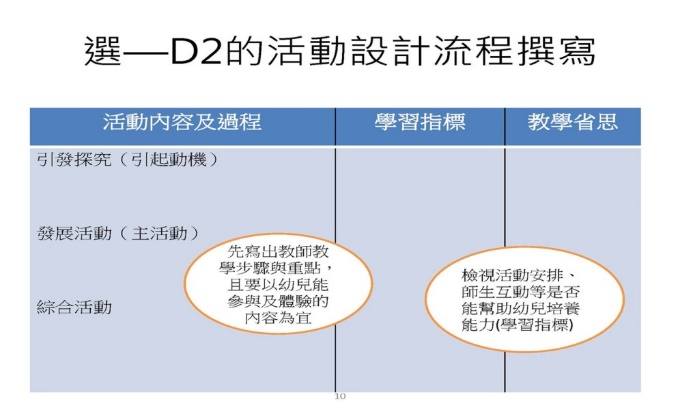 選—D2的活動設計流程撰寫
活動內容及過程
學習指標
教學省思
引發探究（引起動機）
發展活動（主活動）
綜合活動
先寫出教師教
學步驟與重點，
且要以幼兒能
參與及體驗的
內容為宜
檢視活動安排、
師生互動等是否
能幫助幼兒培養
能力(學習指標)
10